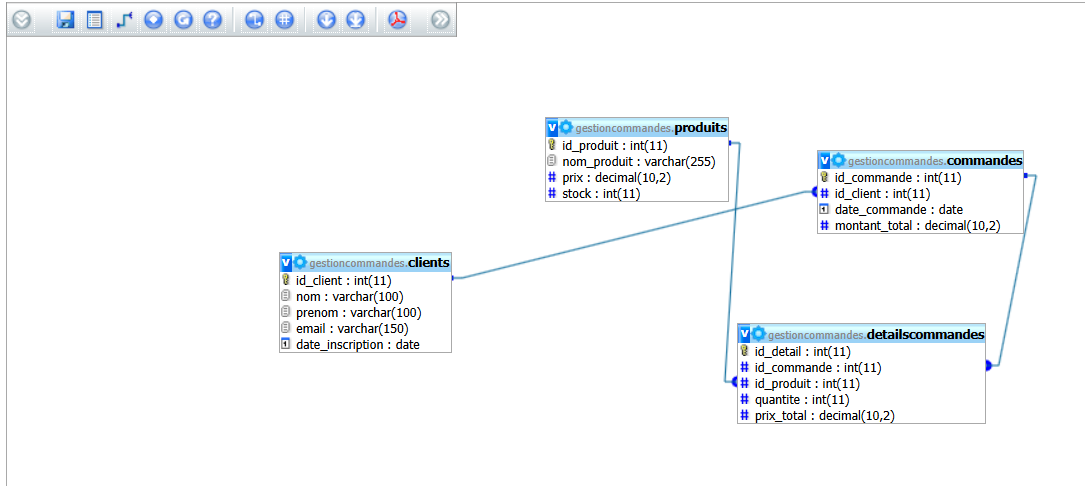 gestioncommandes.produits
id_produit : int(11)
nom_produit : varchar(255)
prix : decimal(10,2)
stock : int(11)
gestioncommandes.commandes
id_commande : int(11)
id_client : int(11)
date_commande : date
montant_total : decimal(10,2)
gestioncommandes.clients
id_client : int(11)
nom : varchar(100)
prenom : varchar(100)
email : varchar(150)
date_inscription : date
gestioncommandes.detailscommandes
id_detail : int(11)
id_commande : int(11)
id_produit : int(11)
quantite : int(11)
prix_total : decimal(10,2)